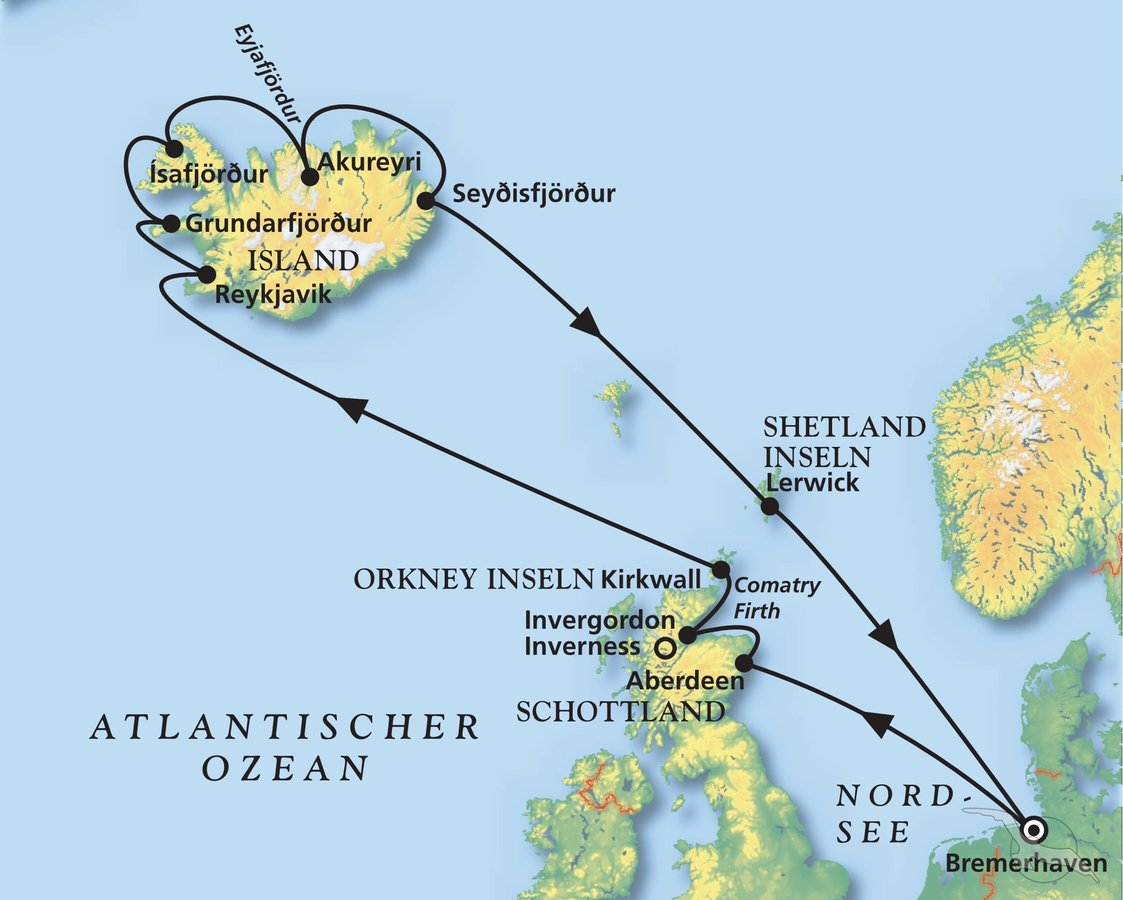 Eyjafjördur
Akureyri
Ísafjörður
Seyðisfjörður
Grundarfjörður
ISLAND
Reykjavik
SHETLAND
INSELN
Lerwick
ORKNEY INSELN
Kirkwall
Comatry
Firth
Invergordon
Inverness
Aberdeen
SCHOTTLAND
ATLANTISCHER
OZEAN
NORD-
SEE
Bremerhaven